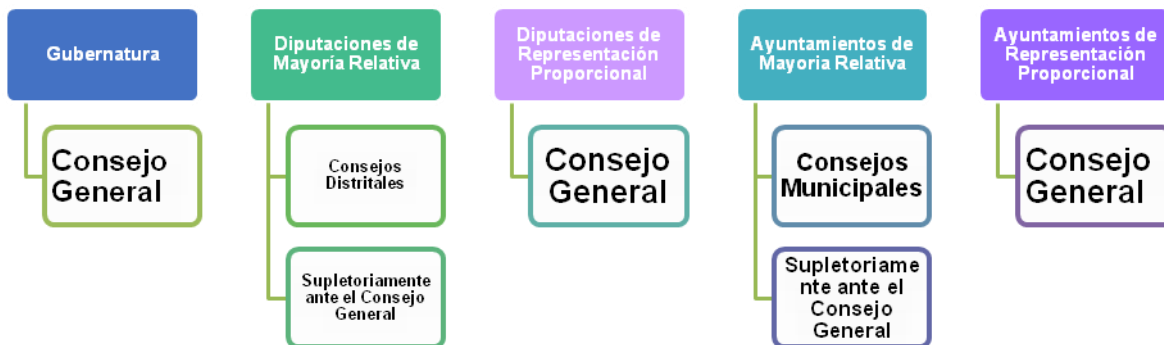 Gubernatura
Consejo
General
Diputaciones de
Mayoría Relativa
Consejos
Distritales
Supletoriamente
ante el Consejo
General
Diputaciones de
Representación
Proporcional
Consejo
General
Ayuntamientos de
Mayoria Relativa
Consejos
Municipales
Supletoriame
nte ante el
Consejo
General
Ayuntamientos de
Representación
Proporcional
Consejo
General